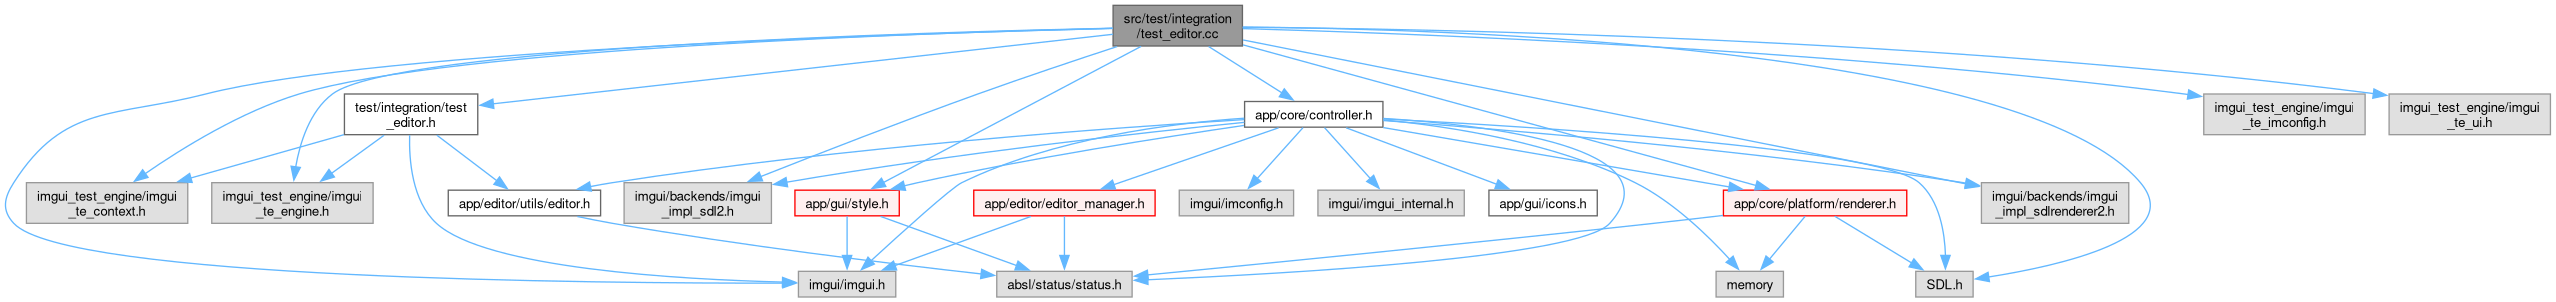 src/test/integration
/test_editor.cc
test/integration/test
_editor.h
app/core/controller.h
imgui_test_engine/imgui
_te_imconfig.h
imgui_test_engine/imgui
_te_ui.h
imgui_test_engine/imgui
_te_context.h
imgui_test_engine/imgui
_te_engine.h
app/editor/utils/editor.h
imgui/backends/imgui
_impl_sdl2.h
app/gui/style.h
app/editor/editor_manager.h
imgui/imconfig.h
imgui/imgui_internal.h
app/gui/icons.h
app/core/platform/renderer.h
imgui/backends/imgui
_impl_sdlrenderer2.h
imgui/imgui.h
absl/status/status.h
memory
SDL.h